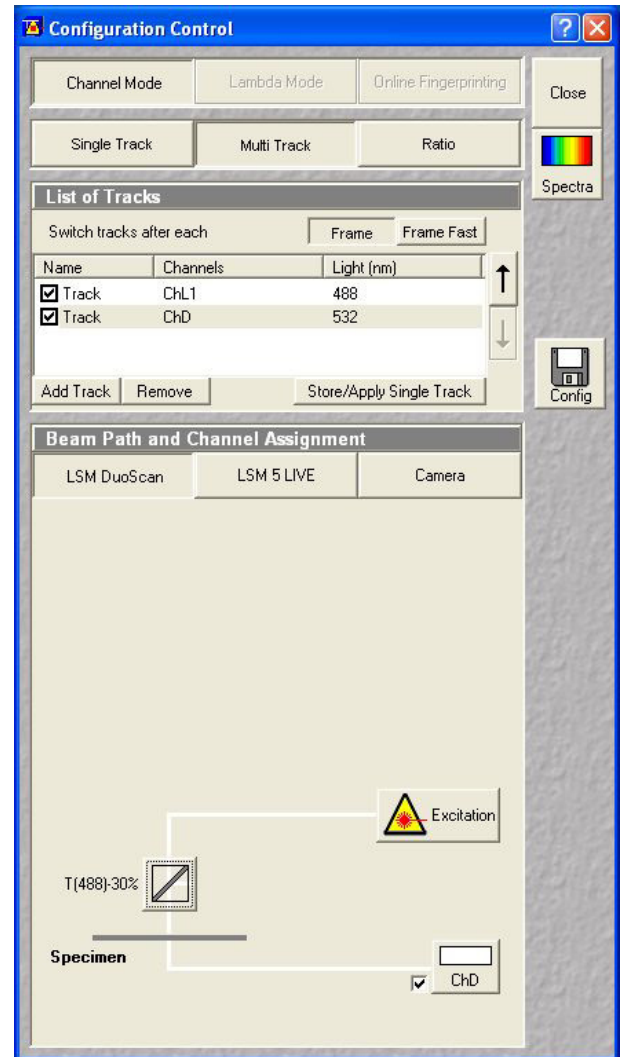 Configuration Control
Channel Mode Lambda Mode Online Fingerprinting Close
Single Track Multi Track Ratio
Spectra
List of Tracks
Switch tracks after each Frame Frame Fast
Name Channels Light (nm)
Track ChL1 488
Track ChD 532
Add Track Remove Store/Apply Single Track Config
Beam Path and Channel Assignment
LSM DuoScan LSM 5 LIVE Camera
Excitation
T(488)-30%
Specimen
ChD